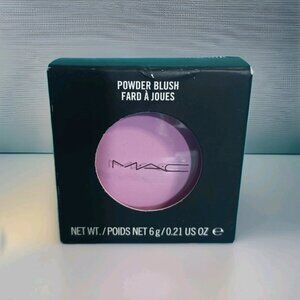 POWDER BLUSH
FARD À JOUES
MAC
NET WT./POIDS NET 6 g/0.21 US OZ ℮